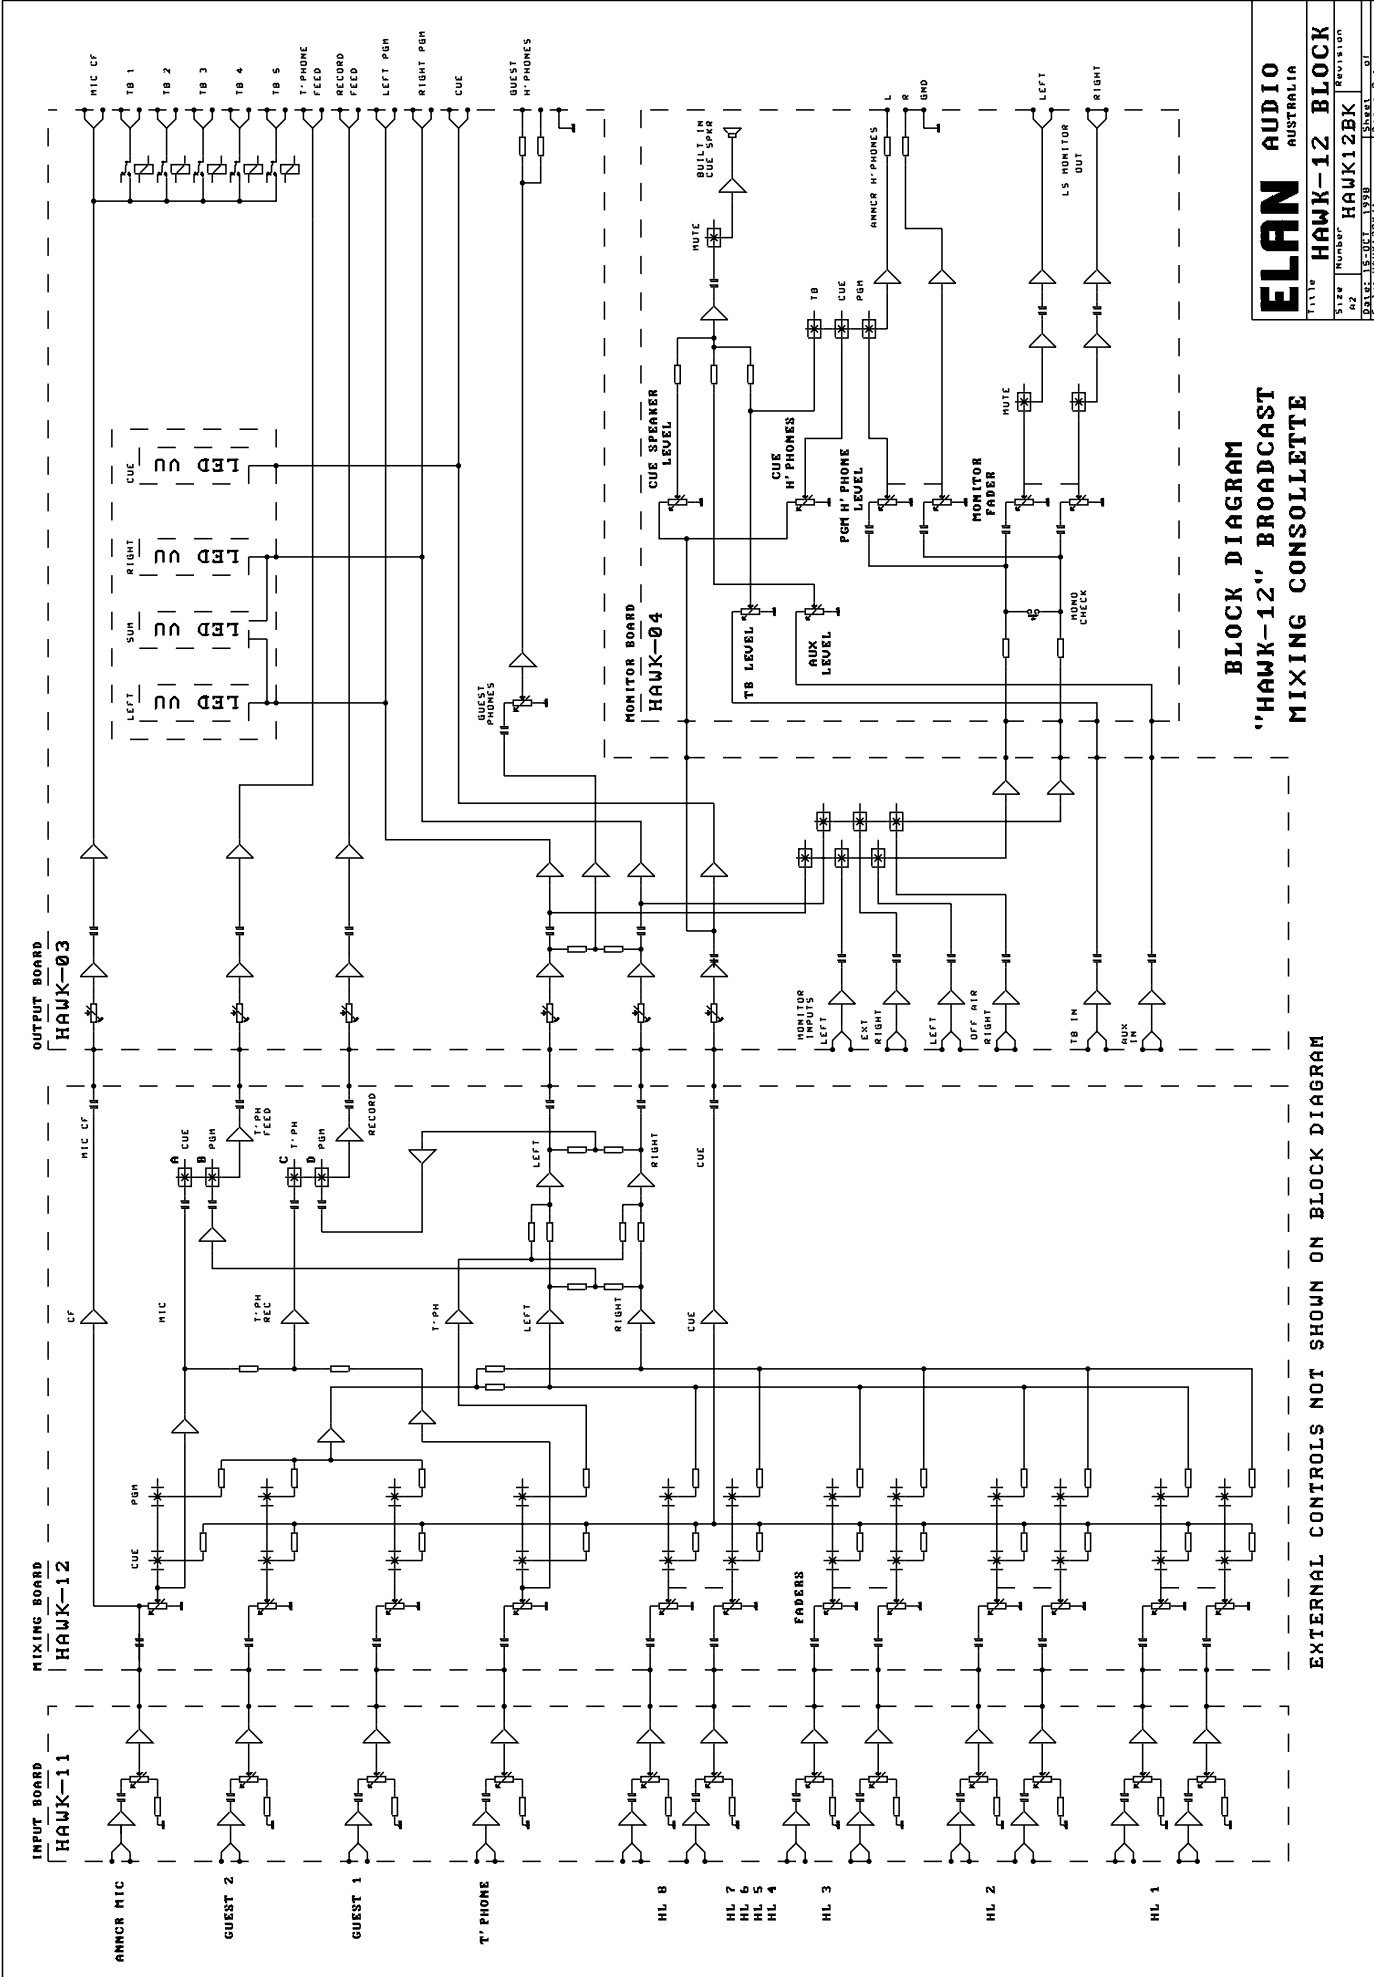 INPUT BOARD
HAWK-11
MIXING BOARD
HAWK-12
OUTPUT BOARD
HAWK-03
MONITOR BOARD
HAWK-04
ANNCR MIC
GUEST 2
GUEST 1
T'PHONE
HL 8
HL 7
HL 6
HL 5
HL 4
HL 3
HL 2
HL 1
CUE
PGM
FADERS
CF
MIC
T'PH
REC
T'PH
LEFT
RIGHT
CUE
MIC CF
A
CUE
B
PGM
T'PH
FEED
C
T'PH
D
PGM
RECORD
LEFT
RIGHT
CUE
MONITOR
INPUTS
LEFT
EXT
RIGHT
LEFT
OFF AIR
RIGHT
TB IN
AUX
IN
GUEST
PHONES
LEFT
LED VU
SUM
LED VU
RIGHT
LED VU
CUE
LED VU
MIC CF
TB 1
TB 2
TB 3
TB 4
TB 5
T'PHONE
FEED
RECORD
FEED
LEFT PGM
RIGHT PGM
CUE
GUEST
H'PHONES
TB LEVEL
AUX
LEVEL
MONO
CHECK
CUE SPEAKER
LEVEL
CUE
H'PHONES
PGM H'PHONE
LEVEL
MONITOR
FADER
MUTE
BUILT IN
CUE SPKR
TB
CUE
PGM
MUTE
ANNCR H'PHONES
L
R
GND
LS MONITOR
OUT
LEFT
RIGHT
BLOCK DIAGRAM
"HAWK-12" BROADCAST
MIXING CONSOLLETTE
EXTERNAL CONTROLS NOT SHOWN ON BLOCK DIAGRAM
ELAN AUDIO
AUSTRALIA
Title
HAWK-12 BLOCK
Size
A2
Number
HAWK12BK
Revision
Date: 15-OCT 1998
Sheet of